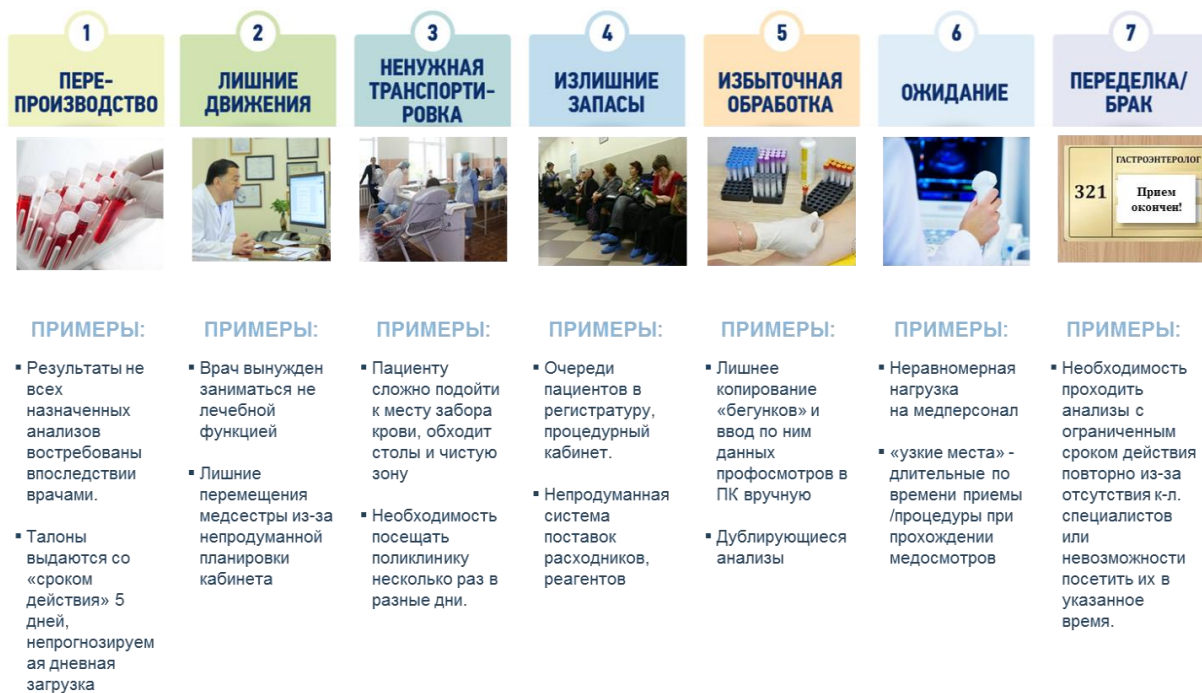 1
ПЕРЕ-
ПРОИЗВОДСТВО
2
ЛИШНИЕ
ДВИЖЕНИЯ
3
НЕНУЖНАЯ
ТРАНСПОРТИ-
РОВКА
4
ИЗЛИШНИЕ
ЗАПАСЫ
5
ИЗБЫТОЧНАЯ
ОБРАБОТКА
6
ОЖИДАНИЕ
7
ПЕРЕДЕЛКА/
БРАК
ГАСТРОЭНТЕРОЛОГ
321
Прием
окончен!
ПРИМЕРЫ:
▪ Результаты не
всех
назначенных
анализов
востребованы
впоследствии
врачами.
▪ Талоны
выдаются со
«сроком
действия» 5
дней,
непрогнозируем
ая дневная
загрузка
ПРИМЕРЫ:
▪ Врач вынужден
заниматься не
лечебной
функцией
▪ Лишние
перемещения
медсестры из-за
непродуманной
планировки
кабинета
ПРИМЕРЫ:
▪ Пациенту
сложно подойти
к месту забора
крови, обходит
столы и чистую
зону
▪ Необходимость
посещать
поликлинику
несколько раз в
разные дни.
ПРИМЕРЫ:
▪ Очереди
пациентов в
регистратуру,
процедурный
кабинет.
▪ Непродуманная
система
поставок
расходников,
реагентов
ПРИМЕРЫ:
▪ Лишнее
копирование
«бегунков» и
ввод по ним
данных
профосмотров в
ПК вручную
▪ Дублирующиеся
анализы
ПРИМЕРЫ:
▪ Неравномерная
нагрузка
на медперсонал
▪ «узкие места» -
длительные по
времени приемы
/процедуры при
прохождении
медосмотров
ПРИМЕРЫ:
▪ Необходимость
проходить
анализы с
ограниченным
сроком действия
повторно из-за
отсутствия к-л.
специалистов
или
невозможности
посетить их в
указанное
время.